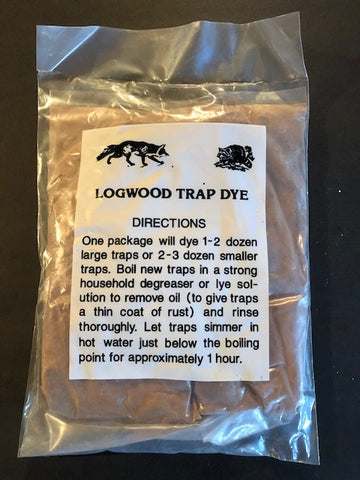 LOGWOOD TRAP DYE
DIRECTIONS
One package will dye 1-2 dozen
large traps or 2-3 dozen smaller
traps. Boil new traps in a strong
household degreaser or lye sol-
ution to remove oil (to give traps
a thin coat of rust) and rinse
thoroughly. Let traps simmer in
hot water just below the boiling
point for approximately 1 hour.